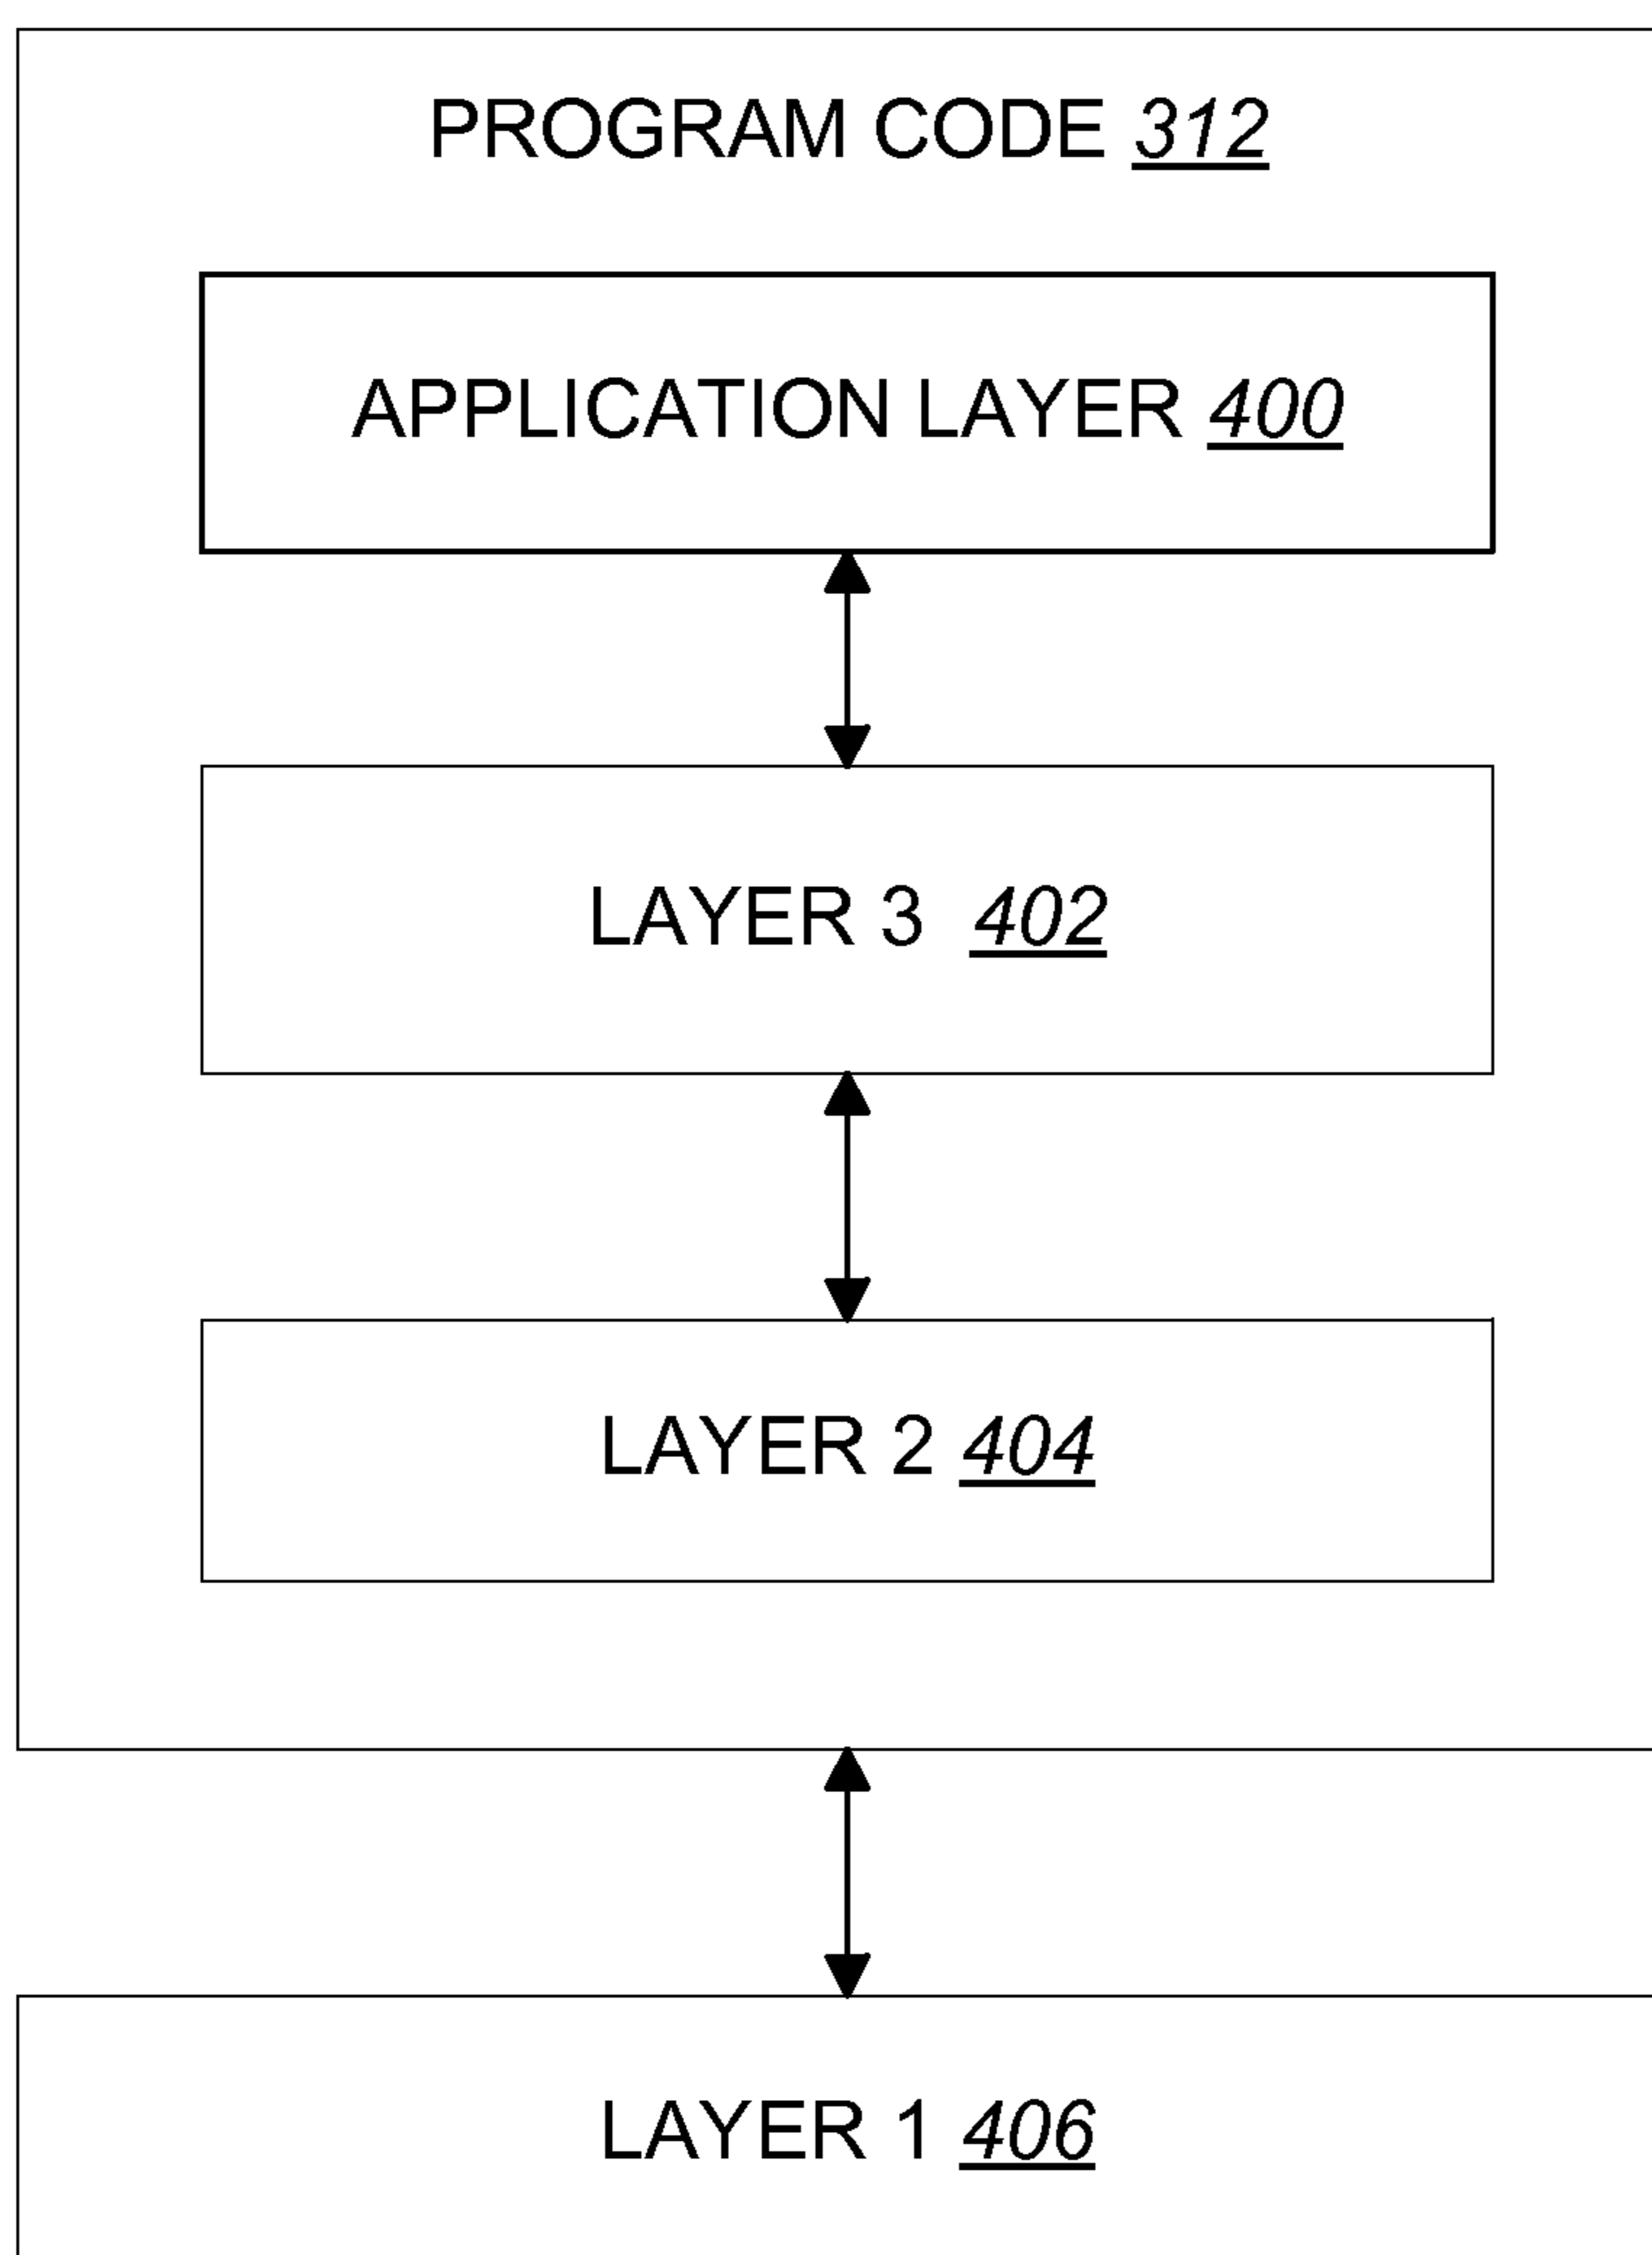 PROGRAM CODE 312
APPLICATION LAYER 400
LAYER 3 402
LAYER 2 404
LAYER 1 406